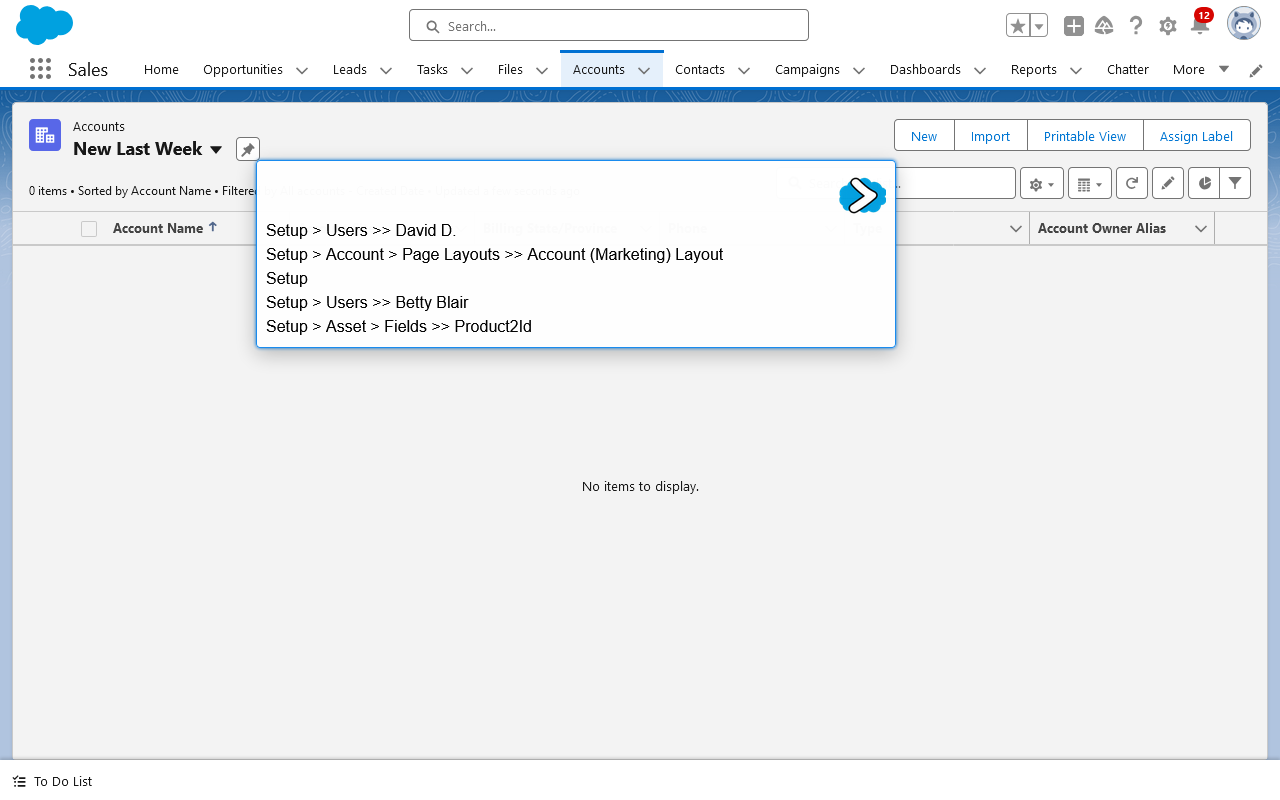 Search...
12
Sales
Home
Opportunities
Leads
Tasks
Files
Accounts
Contacts
Campaigns
Dashboards
Reports
Chatter
More
Accounts
New Last Week
New
Import
Printable View
Assign Label
0 items • Sorted by Account Name • Filtere
Account Name
Account Owner Alias
Setup > Users >> David D.
Setup > Account > Page Layouts >> Account (Marketing) Layout
Setup
Setup > Users >> Betty Blair
Setup > Asset > Fields >> Product2Id
No items to display.
To Do List